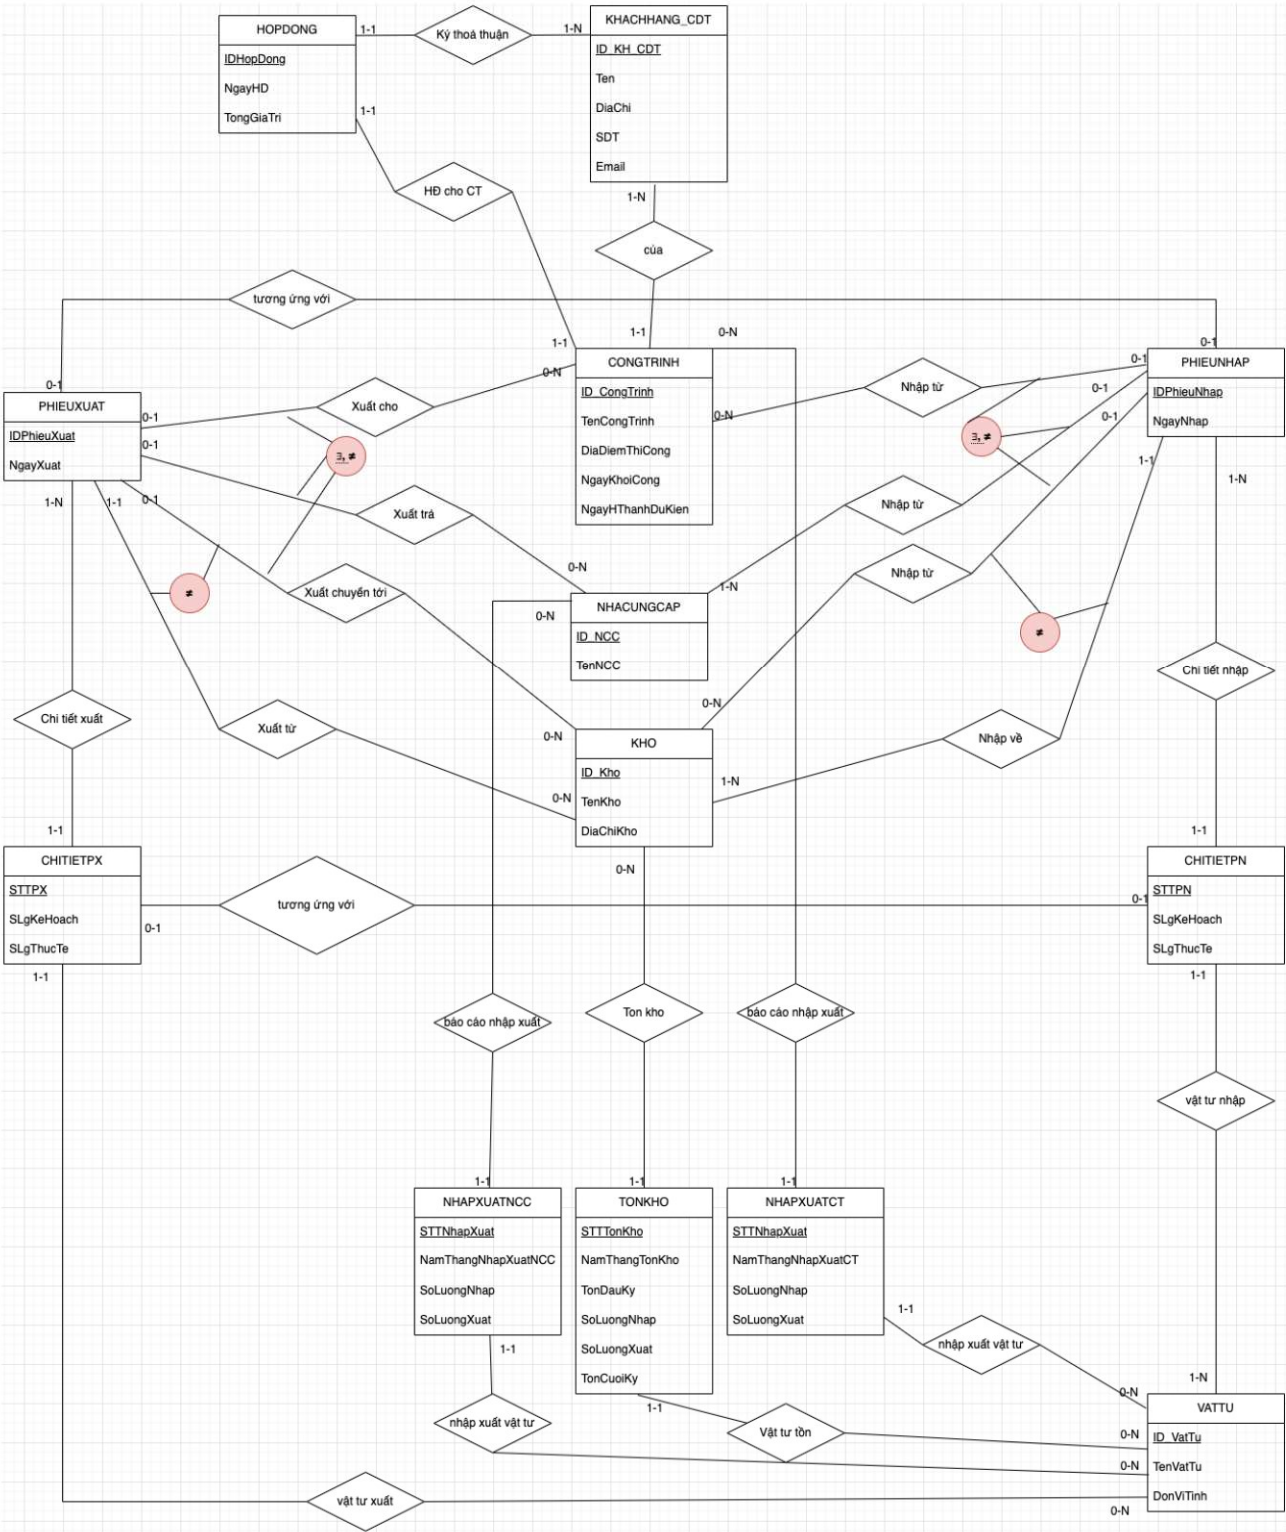 HOPDONG
IDHopDong
NgayHD
TongGiaTri
1-1
Ký thoả thuận
1-N
KHACHHANG_CDT
ID_KH_CDT
Ten
DiaChi
SDT
Email
1-1
HĐ cho CT
1-N
của
tương ứng với
1-1
1-1
0-N
0-1
0-1
CONGTRINH
ID_CongTrinh
TenCongTrinh
DiaDiemThiCong
NgayKhoiCong
NgayHThanhDuKien
PHIEUNHAP
IDPhieuNhap
NgayNhap
PHIEUXUAT
IDPhieuXuat
NgayXuat
0-1
Xuất cho
0-N
0-N
Nhập từ
0-1
0-1
0-1
∃, ≠
∃, ≠
0-1
Xuất trả
0-N
Nhập từ
1-N
1-1
1-N
1-N
1-1
0-1
≠
Xuất chuyển tới
0-N
Nhập từ
0-N
≠
NHACUNGCAP
ID_NCC
TenNCC
0-N
Chi tiết xuất
Xuất từ
0-N
Chi tiết nhập
Nhập về
1-N
KHO
ID_Kho
TenKho
DiaChiKho
1-1
1-1
CHITIETPX
STTPX
SLgKeHoach
SLgThucTe
0-1
tương ứng với
0-1
0-N
CHITIETPN
STTPN
SLgKeHoach
SLgThucTe
1-1
1-1
báo cáo nhập xuất
Ton kho
báo cáo nhập xuất
vật tư nhập
1-1
1-1
1-1
NHAPXUATNCC
STTNhapXuat
NamThangNhapXuatNCC
SoLuongNhap
SoLuongXuat
TONKHO
STTTonKho
NamThangTonKho
TonDauKy
SoLuongNhap
SoLuongXuat
TonCuoiKy
NHAPXUATCT
STTNhapXuat
NamThangNhapXuatCT
SoLuongNhap
SoLuongXuat
1-1
nhập xuất vật tư
0-N
1-N
1-1
nhập xuất vật tư
1-1
Vật tư tồn
0-N
0-N
VATTU
ID_VatTu
TenVatTu
DonViTinh
vật tư xuất
0-N